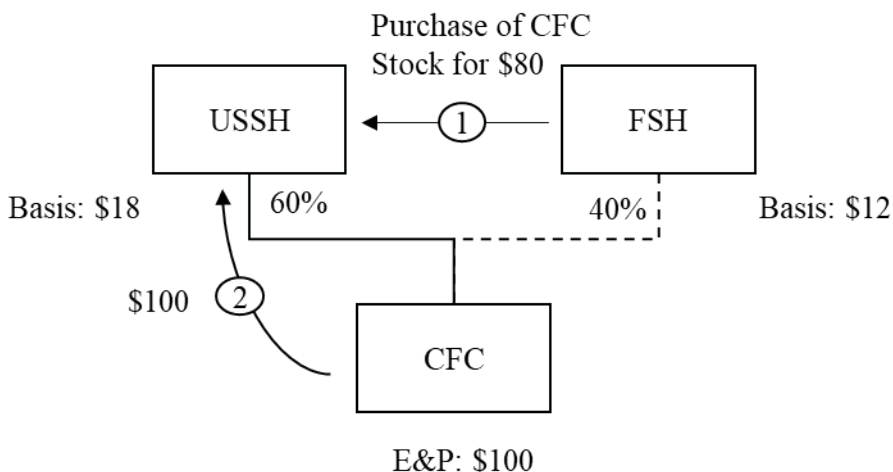 Purchase of CFC
Stock for $80
USSH
1
FSH
Basis: $18
60%
40%
Basis: $12
$100
2
CFC
E&P: $100